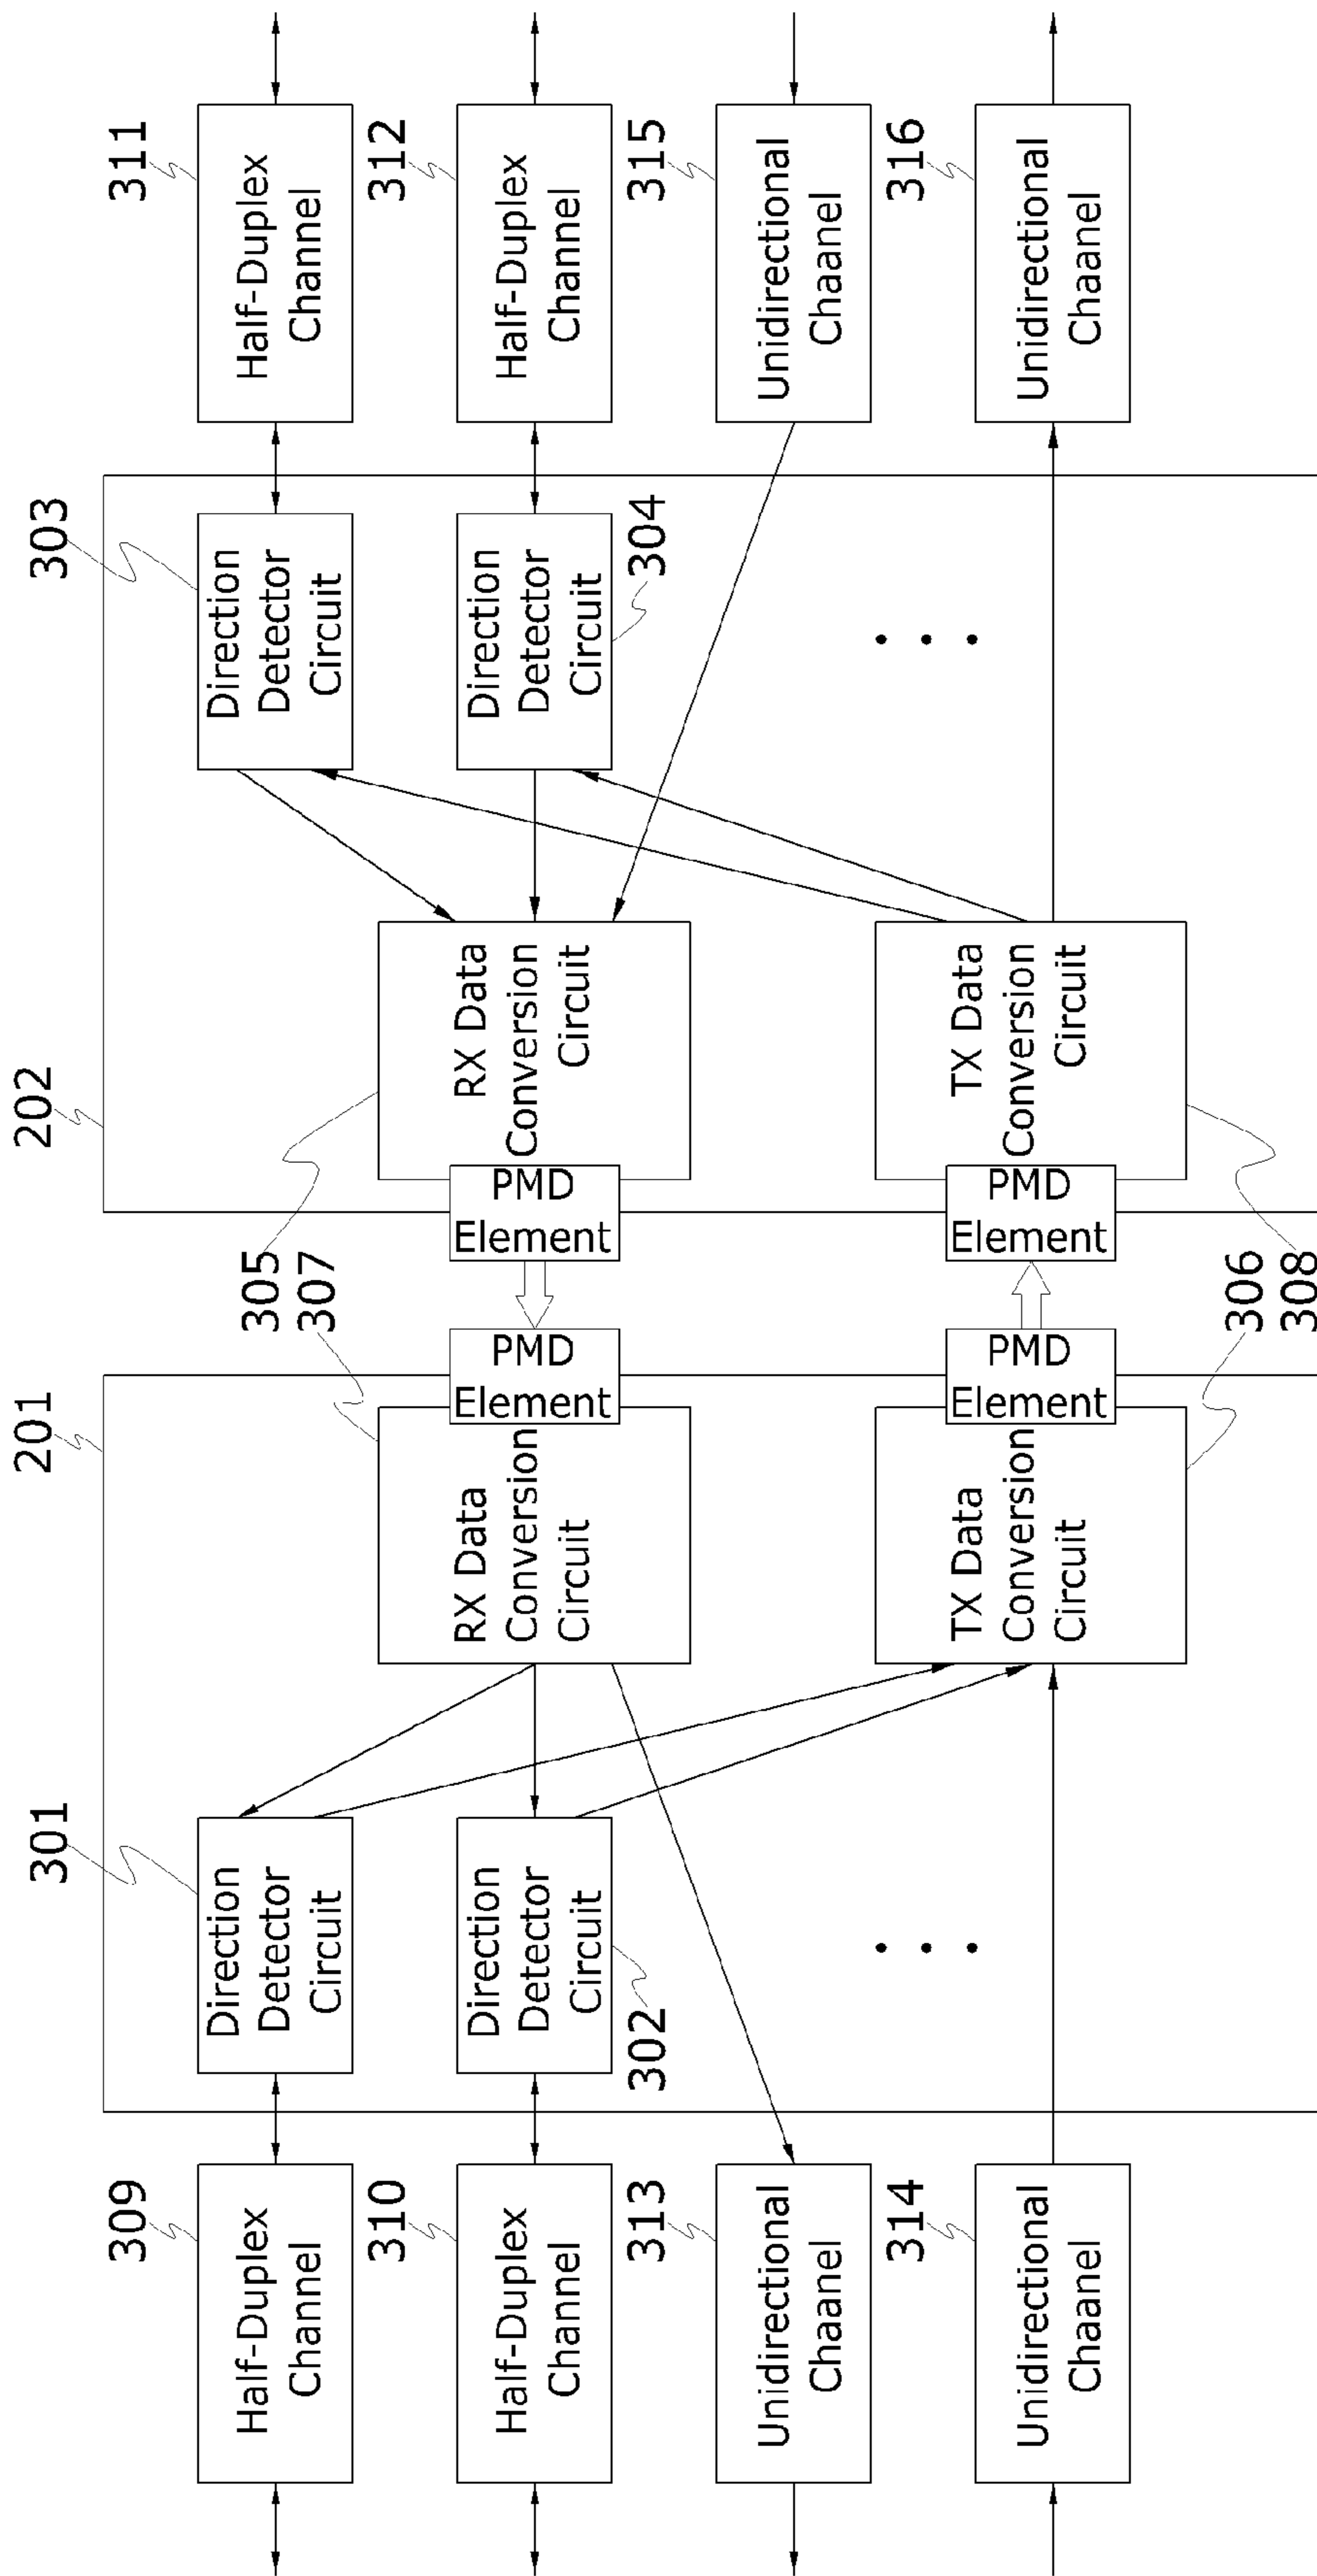 201
202
309
Half-Duplex
Channel
301
Direction
Detector
Circuit
303
Direction
Detector
Circuit
311
Half-Duplex
Channel
310
Half-Duplex
Channel
302
Direction
Detector
Circuit
307
RX Data
Conversion
Circuit
PMD
Element
305
PMD
Element
RX Data
Conversion
Circuit
304
Direction
Detector
Circuit
312
Half-Duplex
Channel
313
Unidirectional
Chaanel
315
Unidirectional
Chaanel
314
Unidirectional
Chaanel
306
TX Data
Conversion
Circuit
PMD
Element
308
PMD
Element
TX Data
Conversion
Circuit
316
Unidirectional
Chaanel